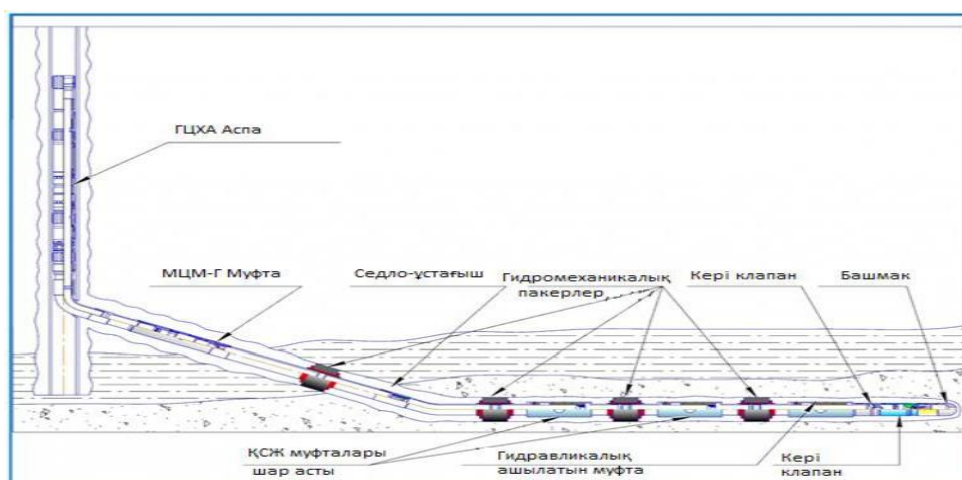 ГЦХА Аспа
МЦМ-Г Муфта
Седло-ұстағыш
Гидромеханикалық
пакерлер
Кері клапан
Башмак
ҚСЖ муфталары
шар асты
Гидравликалық
ашылатын муфта
Кері
клапан